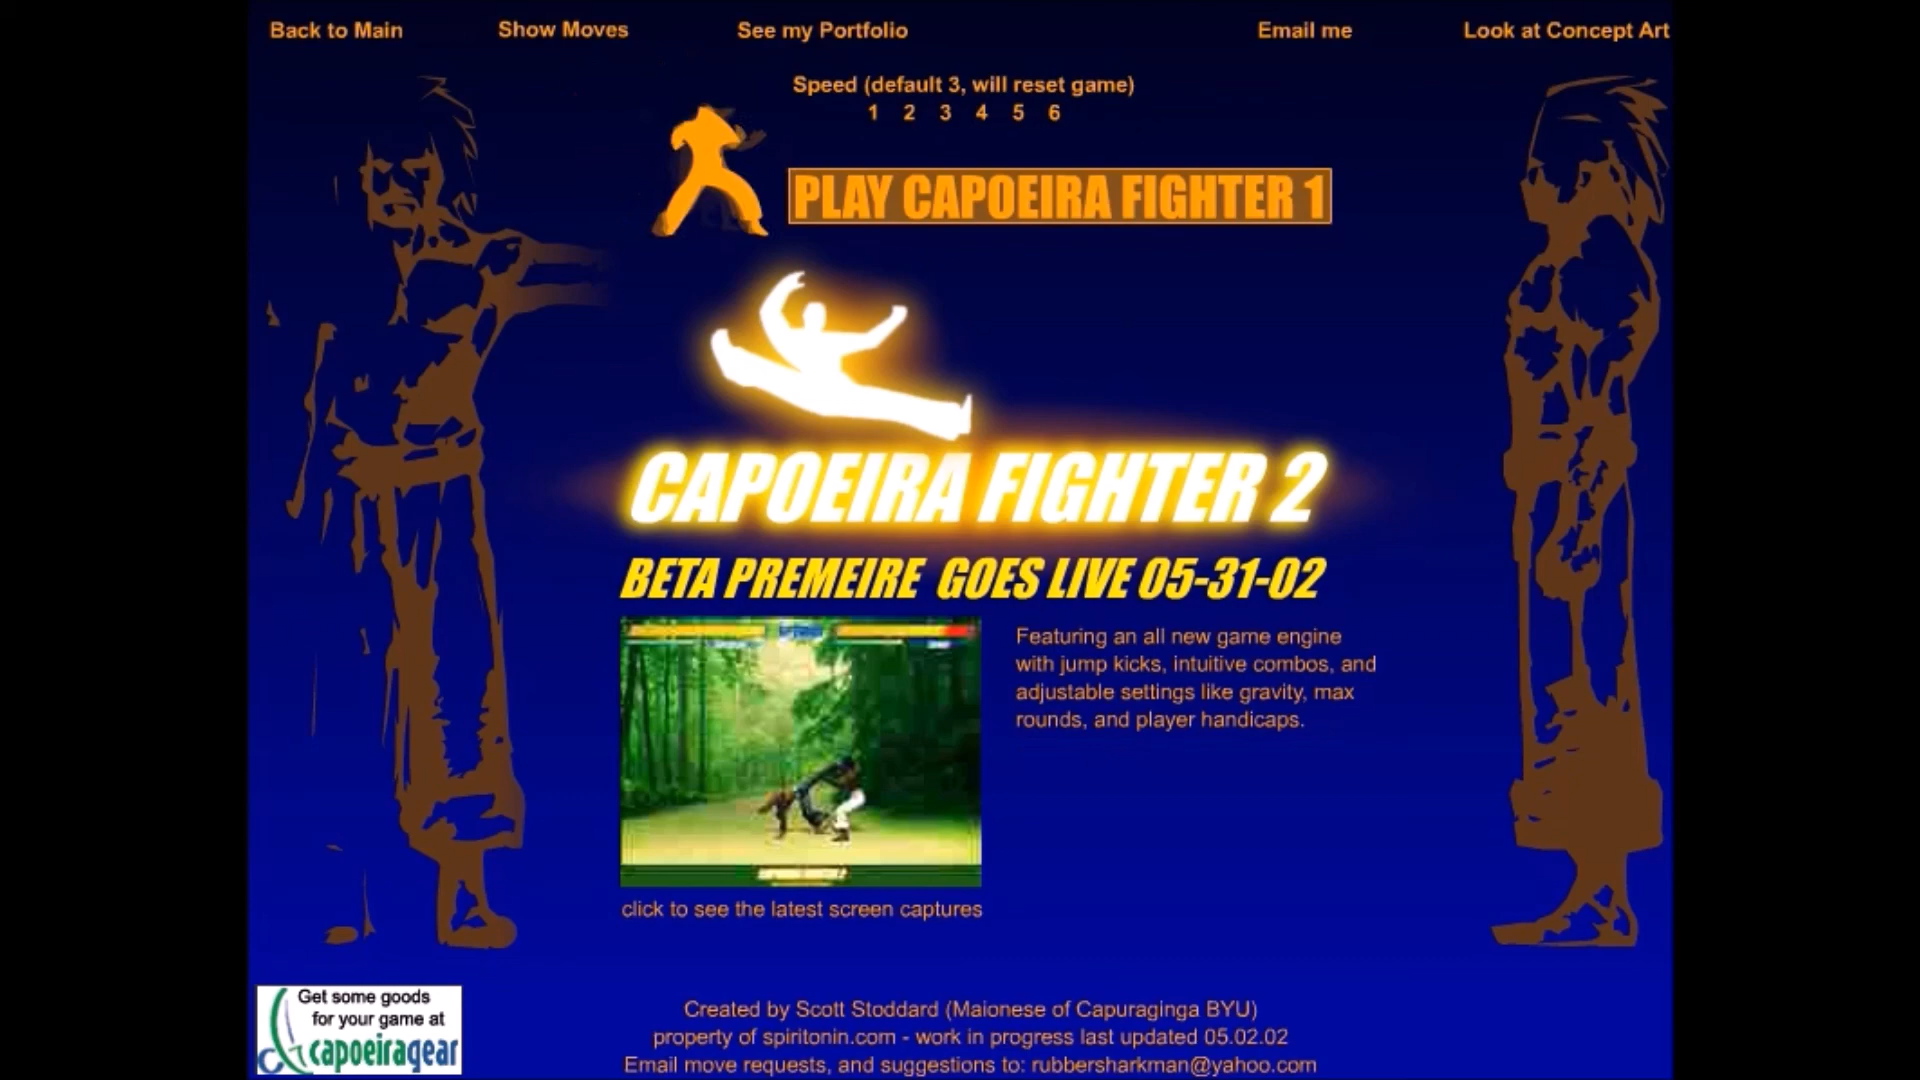 Back to Main
Show Moves
See my Portfolio
Email me
Look at Concept Art
Speed (default 3, will reset game)
1 2 3 4 5 6
PLAY CAPOEIRA FIGHTER 1
CAPOEIRA FIGHTER 2
BETA PREMEIRE GOES LIVE 05-31-02
Featuring an all new game engine
with jump kicks, intuitive combos, and
adjustable settings like gravity, max
rounds, and player handicaps.
click to see the latest screen captures
Get some goods
for your game at
capoeiragear
Created by Scott Stoddard (Maionese of Capuraginga BYU)
property of spiritonin.com - work in progress last updated 05.02.02
Email move requests, and suggestions to: rubbersharkman@yahoo.com